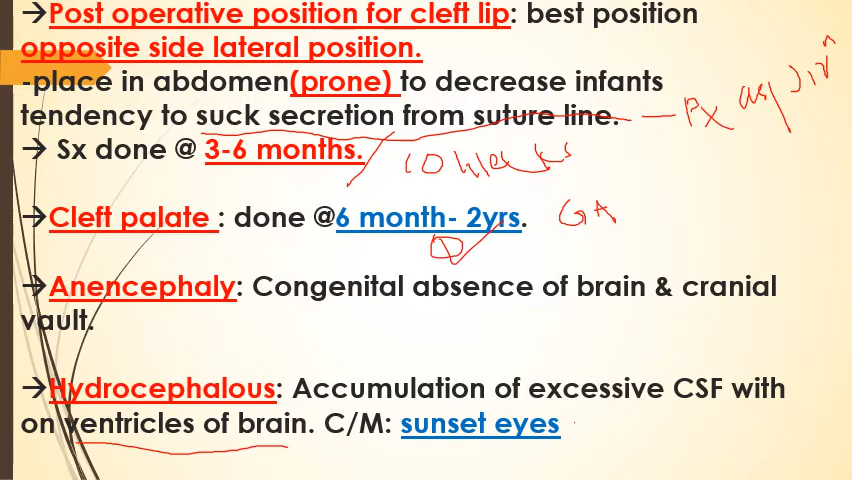 →Post operative position for cleft lip: best position
opposite side lateral position.
-place in abdomen(prone) to decrease infants
tendency to suck secretion from suture line. — Px
→ Sx done @ 3-6 months. 10 weeks
→Cleft palate : done @6 month- 2yrs. GA
→Anencephaly: Congenital absence of brain & cranial
vault.
→Hydrocephalous: Accumulation of excessive CSF with
on ventricles of brain. C/M: sunset eyes